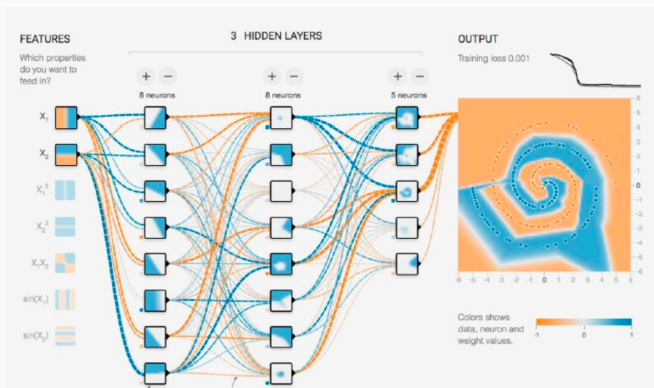 FEATURES
Which properties
do you want to
feed in?
X1
X2
X1²
X2²
X1X2
sin(X1)
sin(X2)
3 HIDDEN LAYERS
+ −
8 neurons
+ −
8 neurons
+ −
5 neurons
OUTPUT
Training loss 0.001
6
5
4
3
2
1
0
-1
-2
-3
-4
-5
-6
-6 -5 -4 -3 -2 -1 0 1 2 3 4 5 6
Colors shows
data, neuron and
weight values.
-1 0 1